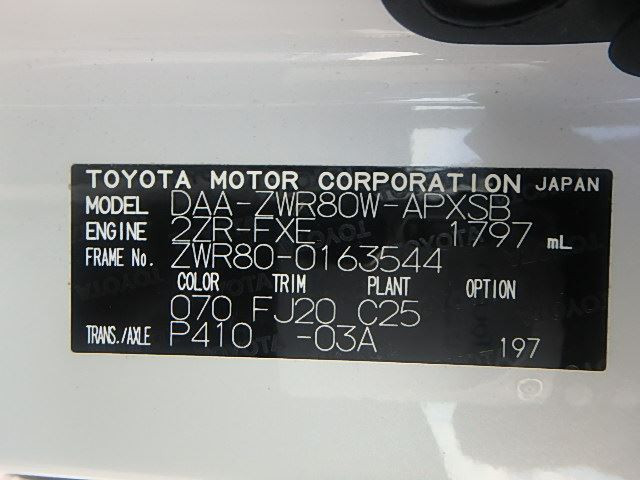 TOYOTA MOTOR CORPORATION JAPAN
MODEL DAA-ZWR80W-APXSB
ENGINE 2ZR-FXE 1797 mL
FRAME No. ZWR80-0163544
COLOR TRIM PLANT OPTION
070 FJ20 C25
TRANS./AXLE P410 -03A 197